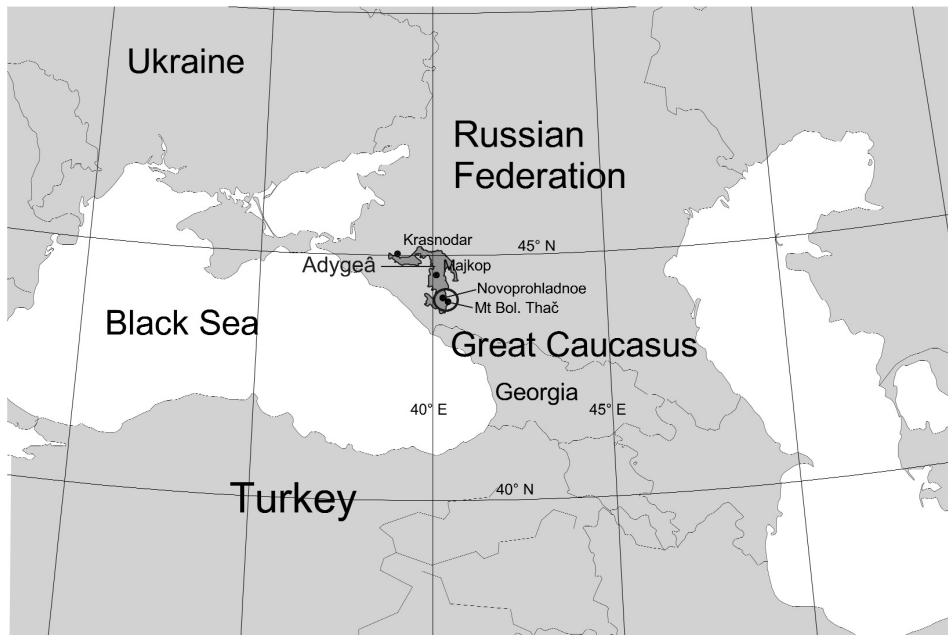 Ukraine
Russian
Federation
Krasnodar
45° N
Adygeâ
Majkop
Novoprohladnoe
Mt Bol. Thač
Black Sea
Great Caucasus
Georgia
40° E
45° E
40° N
Turkey